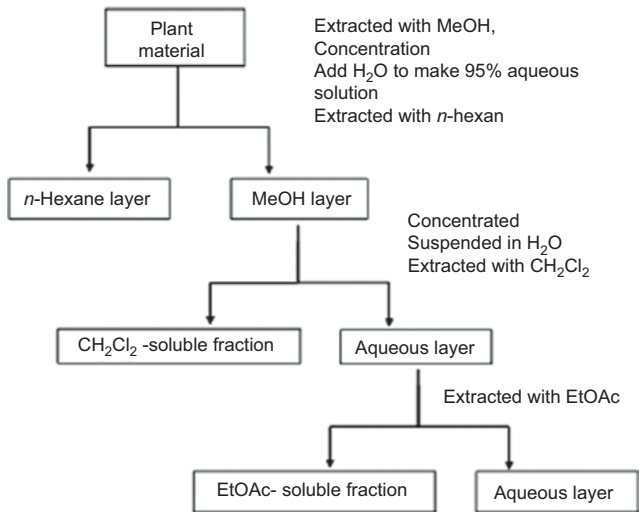 Plant
material
Extracted with MeOH,
Concentration
Add H₂O to make 95% aqueous
solution
Extracted with n-hexan
n-Hexane layer
MeOH layer
Concentrated
Suspended in H₂O
Extracted with CH₂Cl₂
CH₂Cl₂ -soluble fraction
Aqueous layer
Extracted with EtOAc
EtOAc- soluble fraction
Aqueous layer